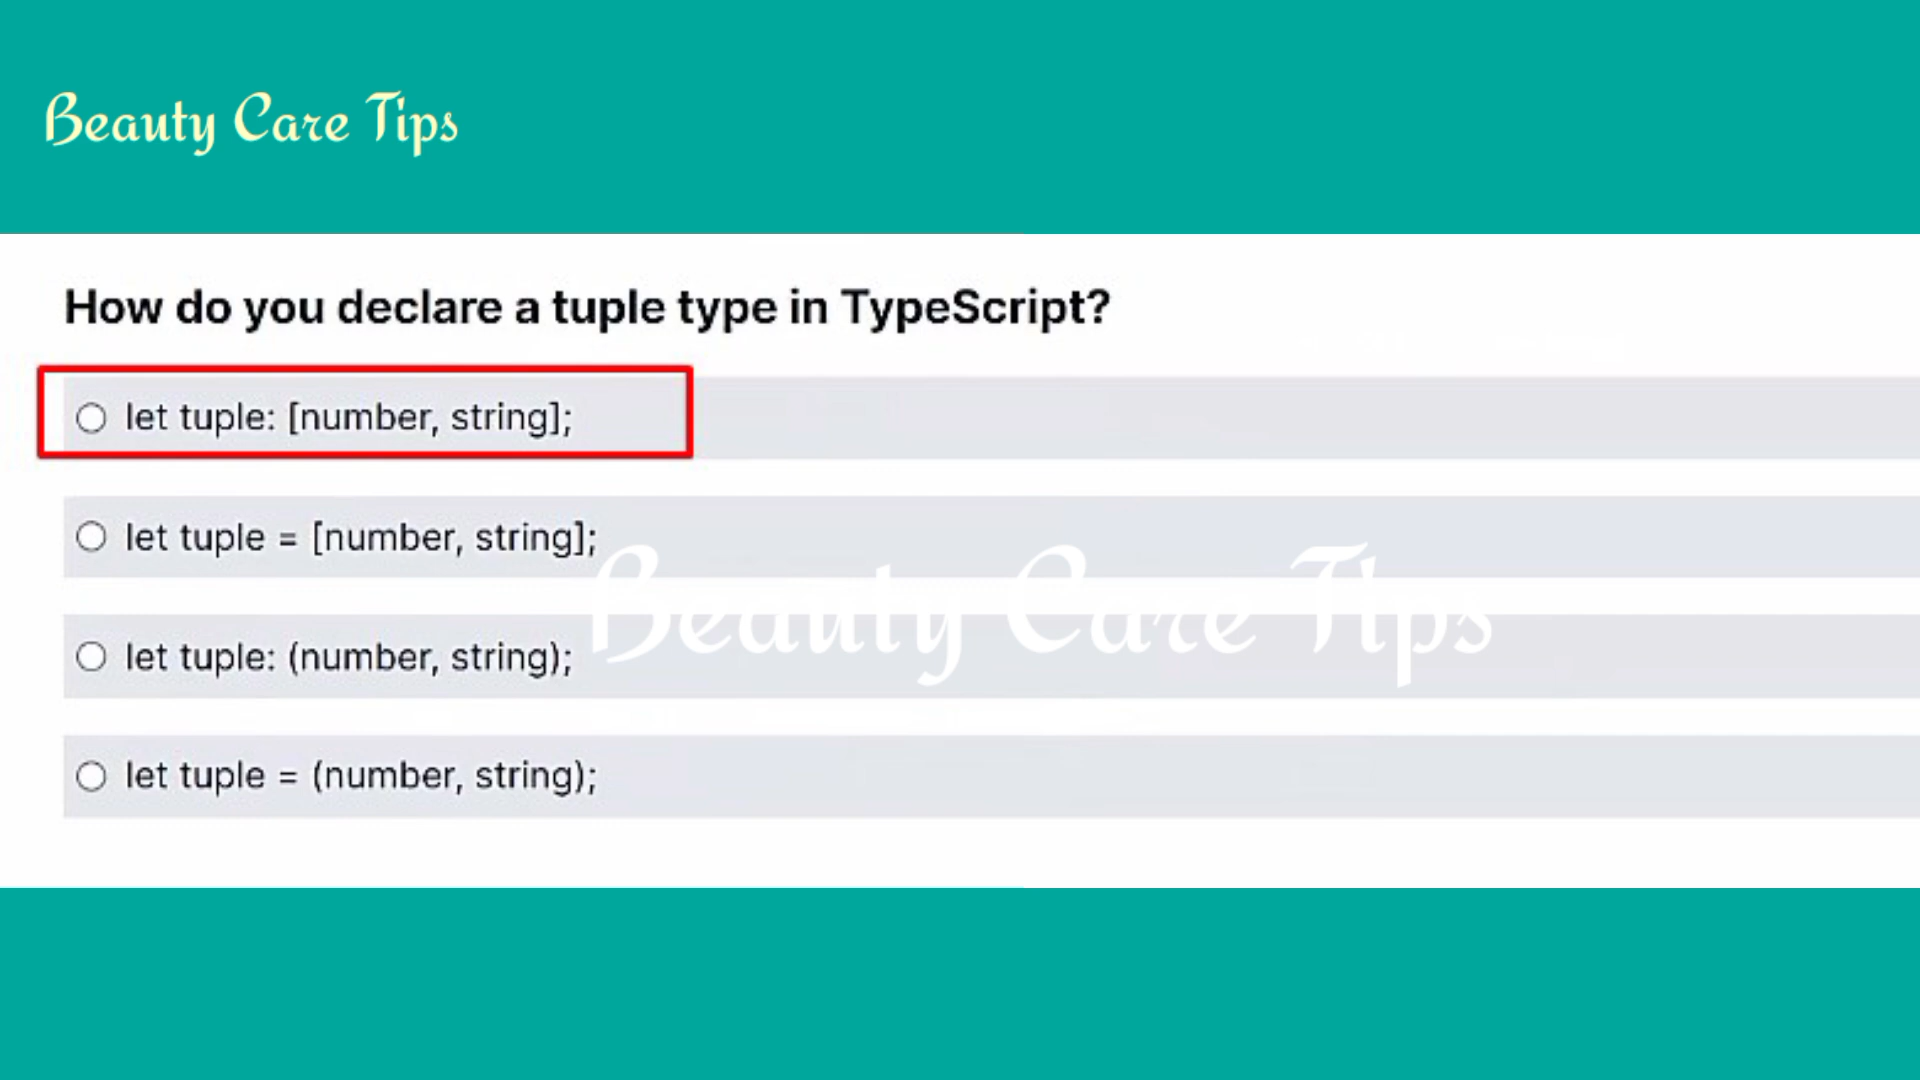 Beauty Care Tips
How do you declare a tuple type in TypeScript?
let tuple: [number, string];
let tuple = [number, string];
Beauty Care Tips
let tuple: (number, string);
let tuple = (number, string);